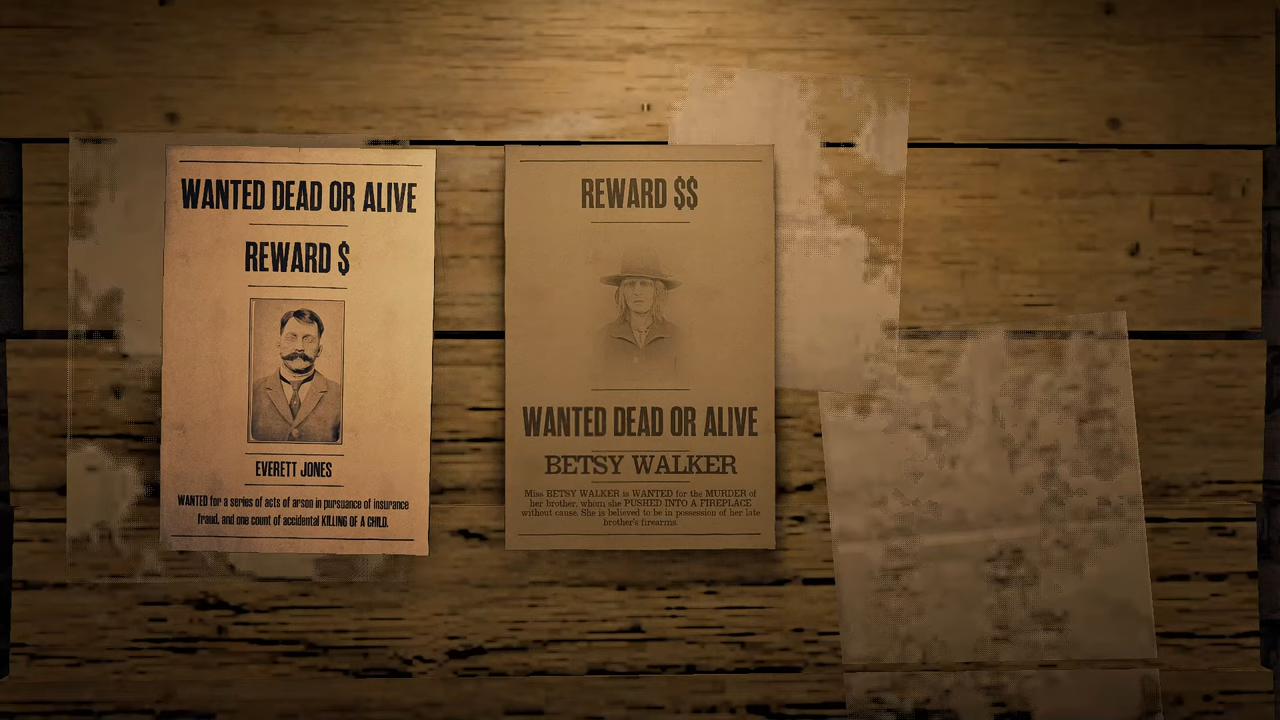 WANTED DEAD OR ALIVE
REWARD $
EVERETT JONES
WANTED for a series of acts of arson in pursuance of insurance
fraud, and one count of accidental KILLING OF A CHILD.
REWARD $$
WANTED DEAD OR ALIVE
BETSY WALKER
Miss BETSY WALKER is WANTED for the MURDER of
her brother, whom she PUSHED INTO A FIREPLACE
without cause. She is believed to be in possession of her late
brother's firearms.